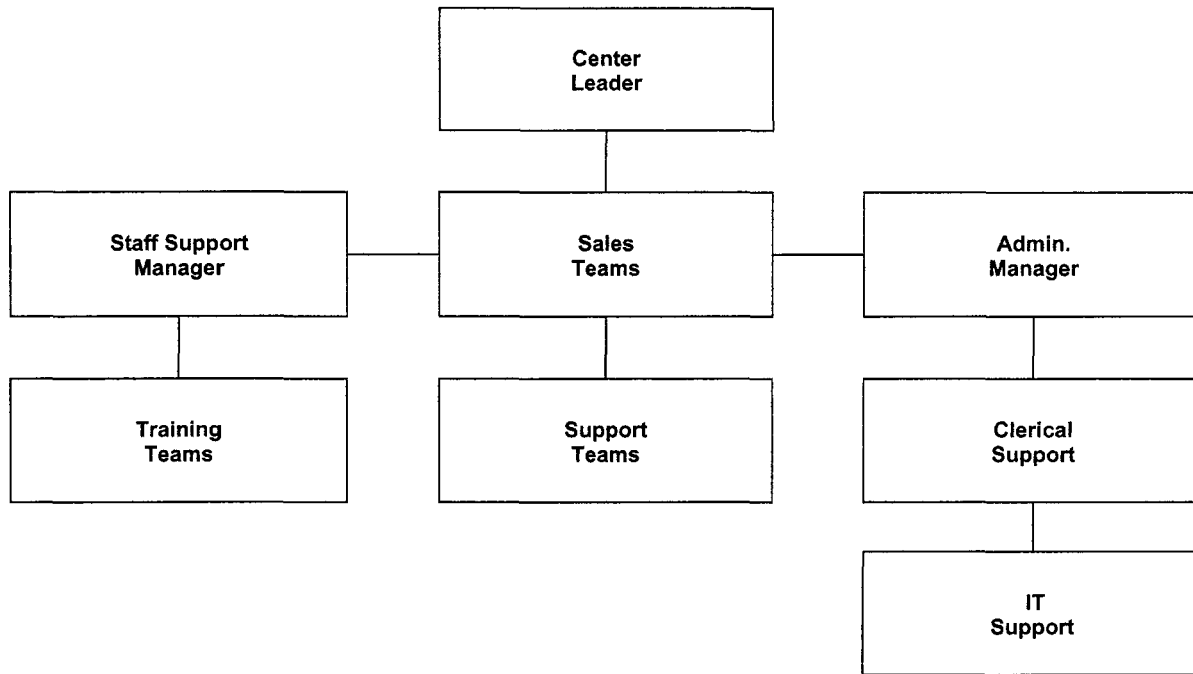 Center
Leader
Staff Support
Manager
Sales
Teams
Admin.
Manager
Training
Teams
Support
Teams
Clerical
Support
IT
Support